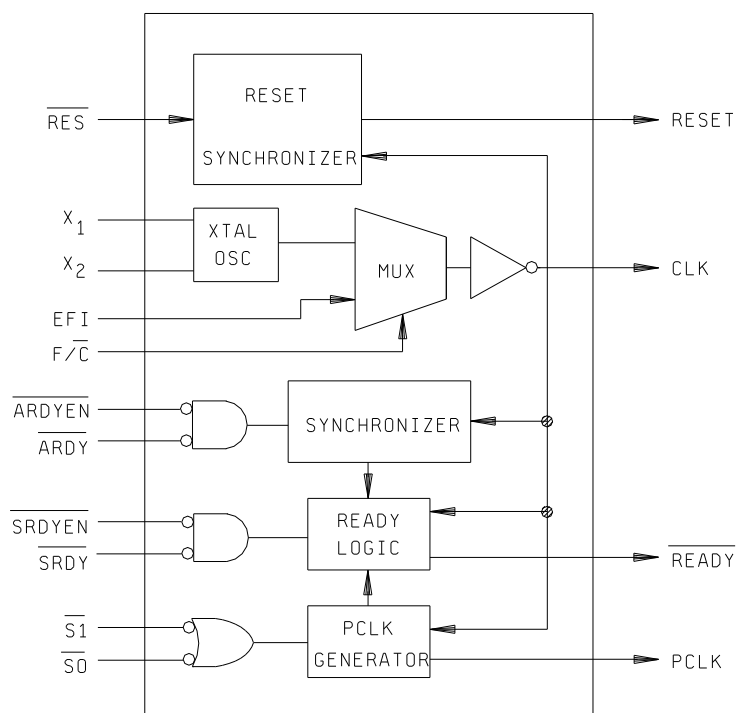 RESET
SYNCHRONIZER
RES
RESET
X1
X2
XTAL
OSC
MUX
CLK
EFI
F/C
ARDYEN
ARDY
SYNCHRONIZER
SRDYEN
SRDY
READY
LOGIC
READY
S1
S0
PCLK
GENERATOR
PCLK